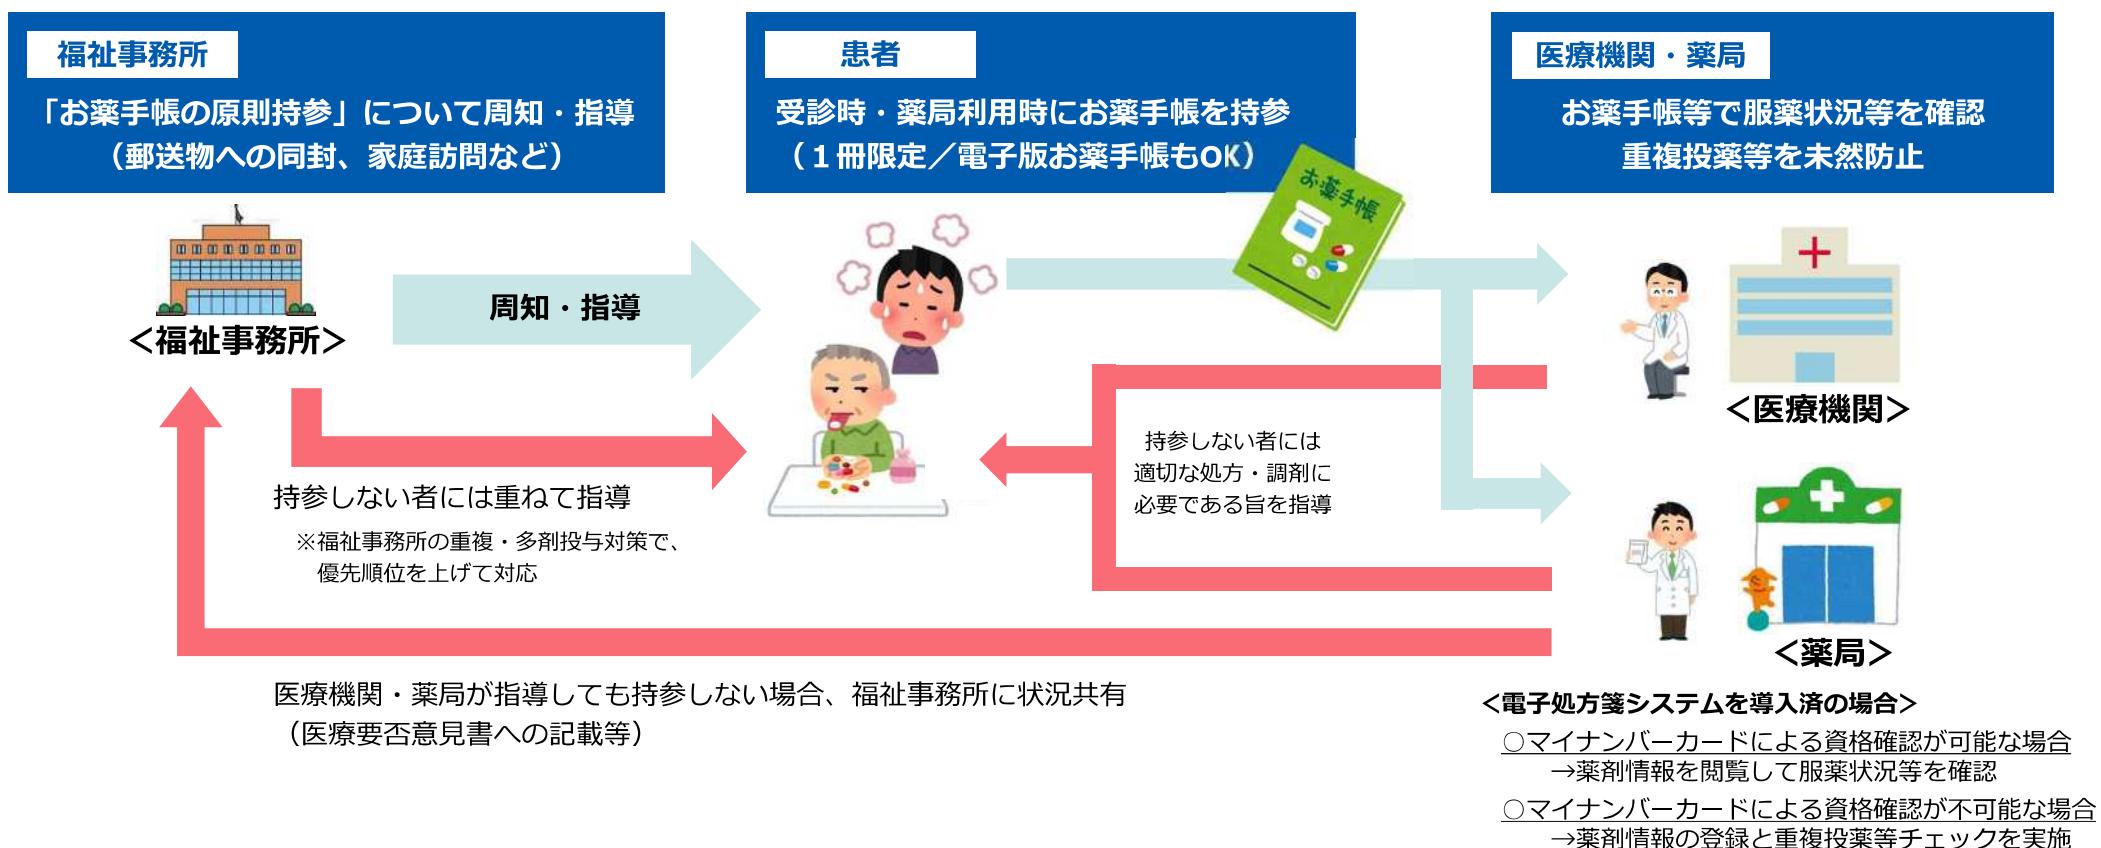 福祉事務所
「お薬手帳の原則持参」について周知・指導
（郵送物への同封、家庭訪問など）
患者
受診時・薬局利用時にお薬手帳を持参
（１冊限定／電子版お薬手帳もOK）
医療機関・薬局
お薬手帳等で服薬状況等を確認
重複投薬等を未然防止
お薬手帳
＜福祉事務所＞
周知・指導
＜医療機関＞
持参しない者には重ねて指導
※福祉事務所の重複・多剤投与対策で、
優先順位を上げて対応
持参しない者には
適切な処方・調剤に
必要である旨を指導
＜薬局＞
医療機関・薬局が指導しても持参しない場合、福祉事務所に状況共有
（医療要否意見書への記載等）
＜電子処方箋システムを導入済の場合＞
○マイナンバーカードによる資格確認が可能な場合
→薬剤情報を閲覧して服薬状況等を確認
○マイナンバーカードによる資格確認が不可能な場合
→薬剤情報の登録と重複投薬等チェックを実施